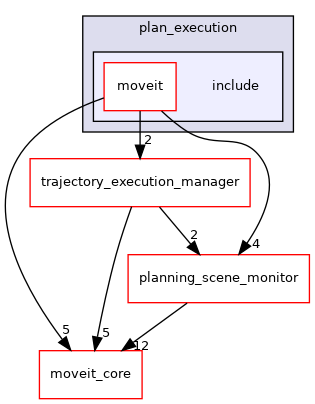 plan_execution
moveit
include
2
trajectory_execution_manager
2
4
planning_scene_monitor
5
5
12
moveit_core